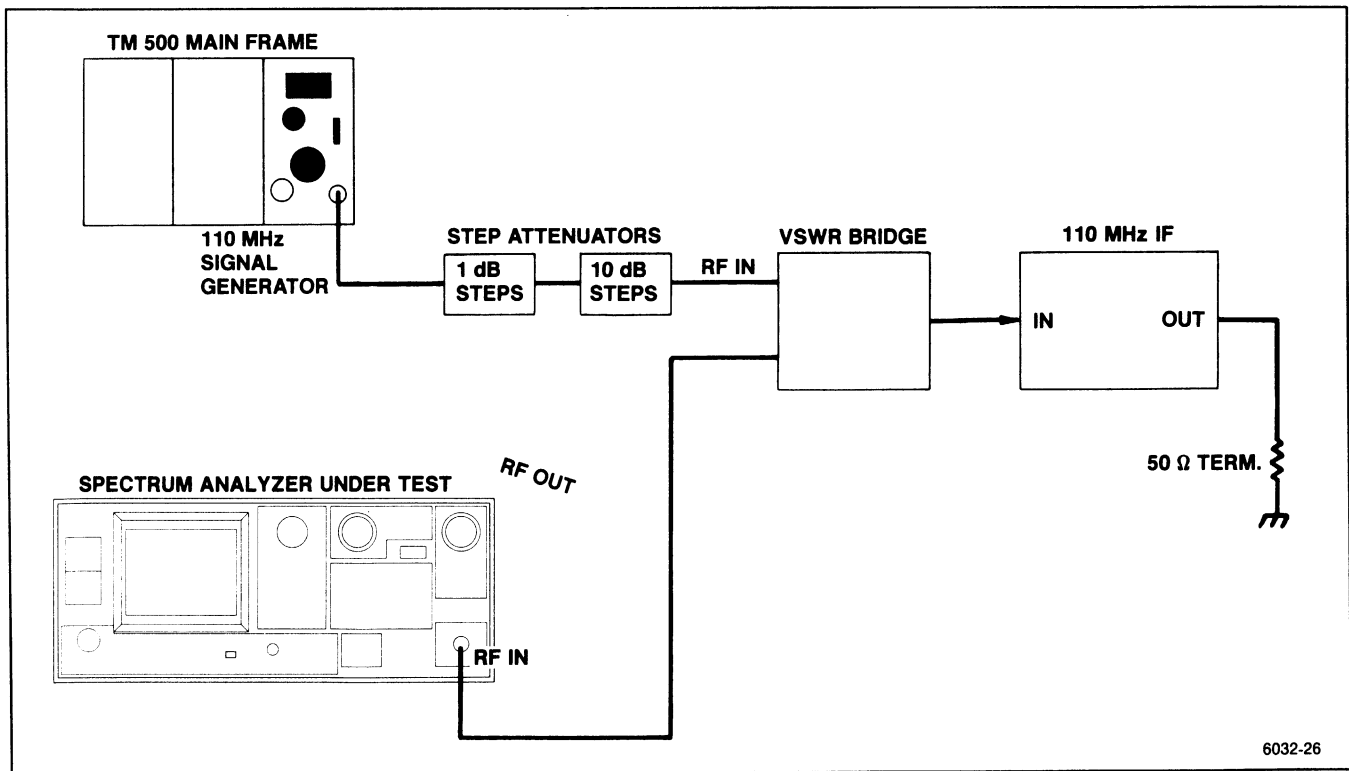 TM 500 MAIN FRAME
110 MHz
SIGNAL
GENERATOR
STEP ATTENUATORS
1 dB
STEPS
10 dB
STEPS
RF IN
VSWR BRIDGE
110 MHz IF
IN
OUT
50 Ω TERM.
RF OUT
SPECTRUM ANALYZER UNDER TEST
RF IN
6032-26